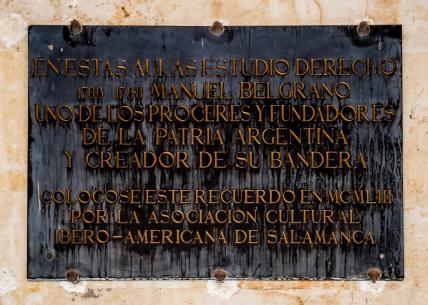 EN ESTAS AULAS ESTUDIO DERECHO
1786 1788 MANUEL BELGRANO
UNO DE LOS PROCERES Y FUNDADORES
DE LA PATRIA ARGENTINA
Y CREADOR DE SU BANDERA
COLOCOSE ESTE RECUERDO EN MCMLIII
POR LA ASOCIACION CULTURAL
IBERO-AMERICANA DE SALAMANCA